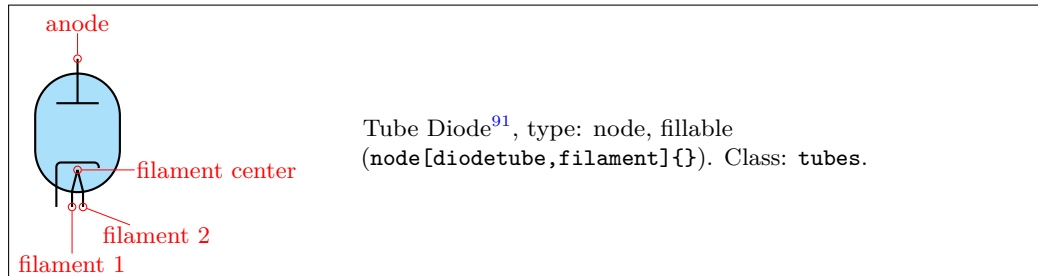 anode
Tube Diode91, type: node, fillable
(node[diodetube,filament]{}). Class: tubes.
filament center
filament 2
filament 1